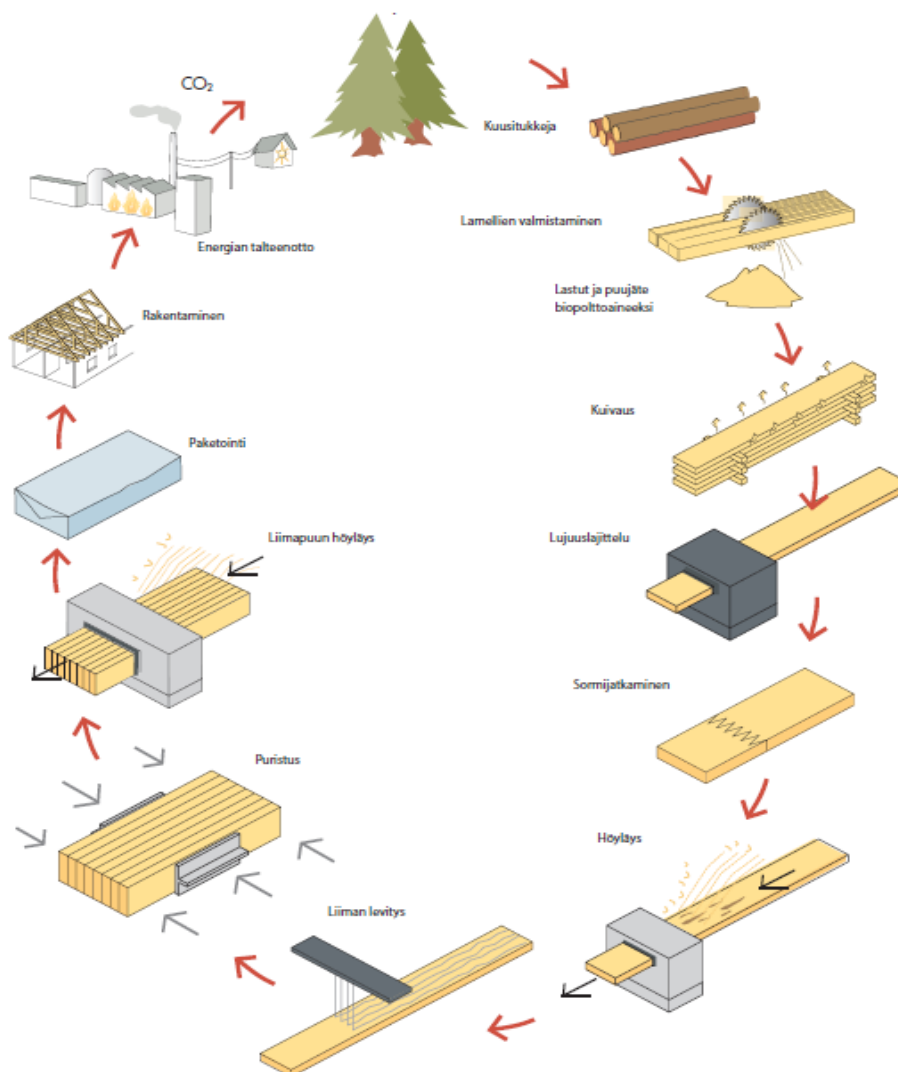 CO₂
Kuusitukkeja
Lamellien valmistaminen
Lastut ja puujäte
biopolttoaineeksi
Kuivaus
Lujuuslajittelu
Sormijatkaminen
Höyläys
Liiman levitys
Puristus
Liimapuun höyläys
Paketointi
Rakentaminen
Energian talteenotto